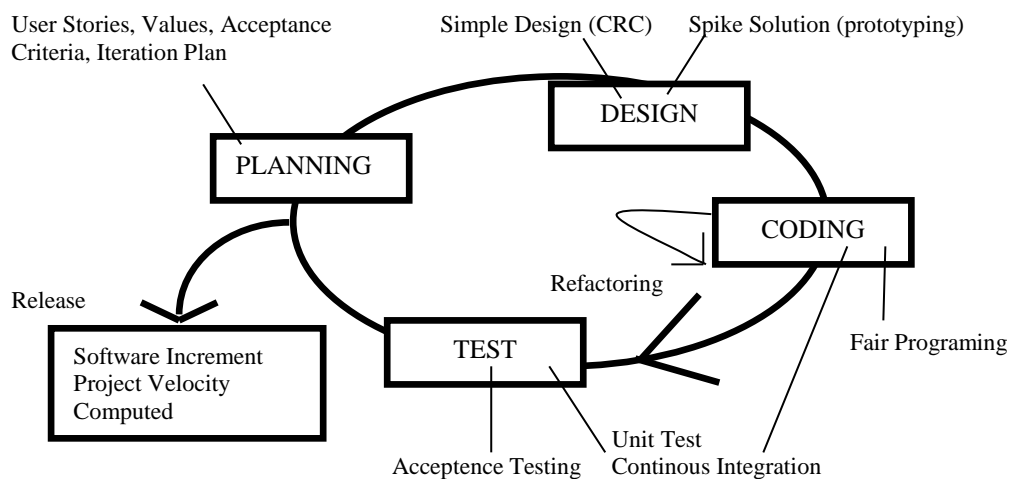 User Stories, Values, Acceptance
Criteria, Iteration Plan
Simple Design (CRC)
Spike Solution (prototyping)
DESIGN
PLANNING
CODING
Refactoring
Release
Fair Programing
TEST
Software Increment
Project Velocity
Computed
Unit Test
Acceptence Testing
Continous Integration